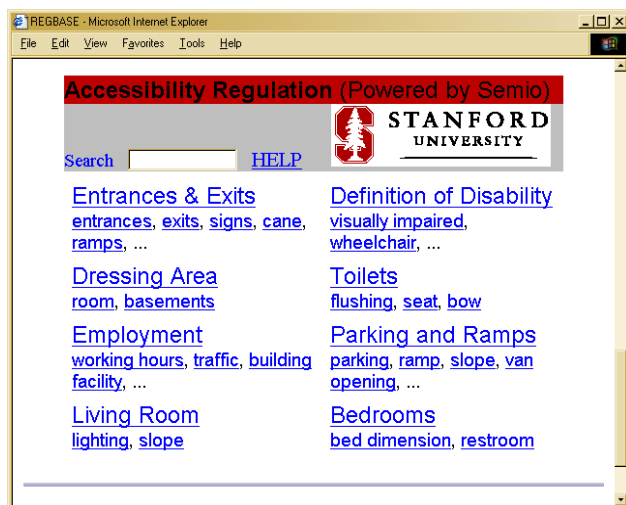 REGBASE - Microsoft Internet Explorer
File Edit View Favorites Tools Help
Accessibility Regulation (Powered by Semio)
STANFORD
UNIVERSITY
Search HELP
Entrances & Exits
entrances, exits, signs, cane,
ramps, ...
Definition of Disability
visually impaired,
wheelchair, ...
Dressing Area
room, basements
Toilets
flushing, seat, bow
Employment
working hours, traffic, building
facility, ...
Parking and Ramps
parking, ramp, slope, van
opening, ...
Living Room
lighting, slope
Bedrooms
bed dimension, restroom